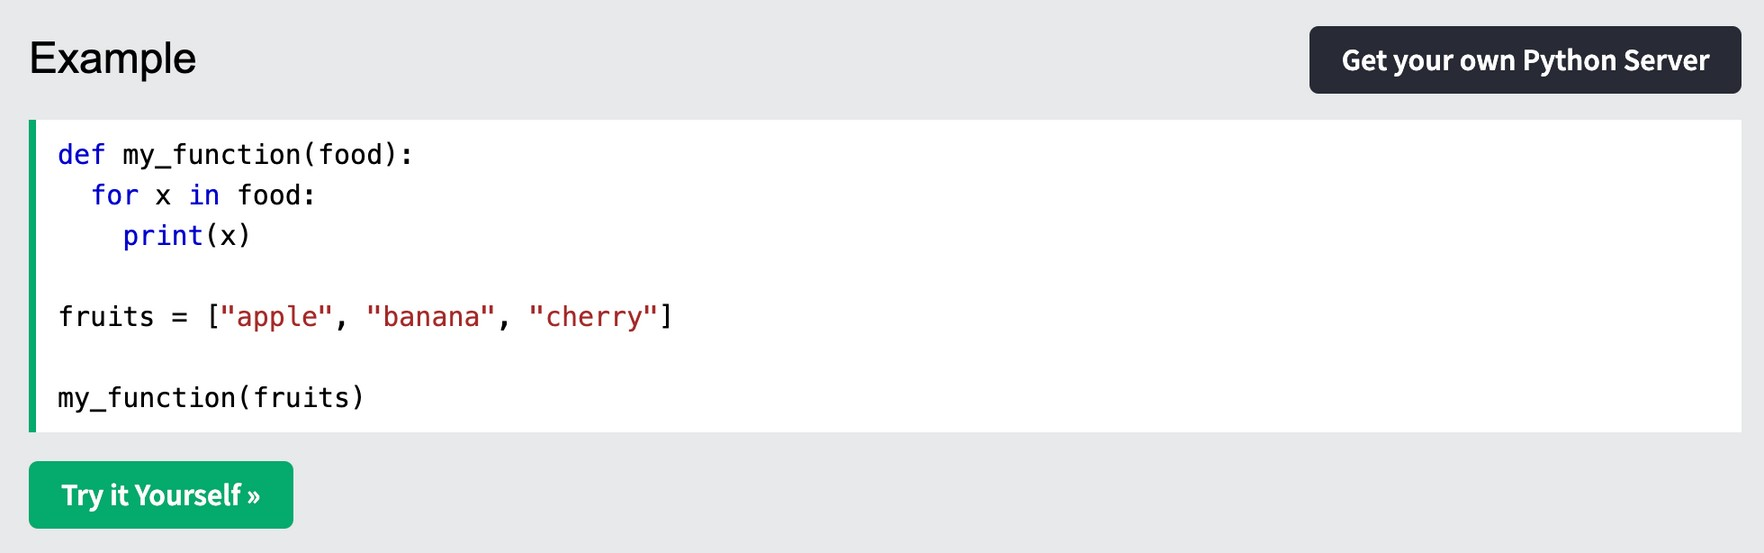 Example
Get your own Python Server
def my_function(food):
  for x in food:
    print(x)

fruits = ["apple", "banana", "cherry"]

my_function(fruits)
Try it Yourself »